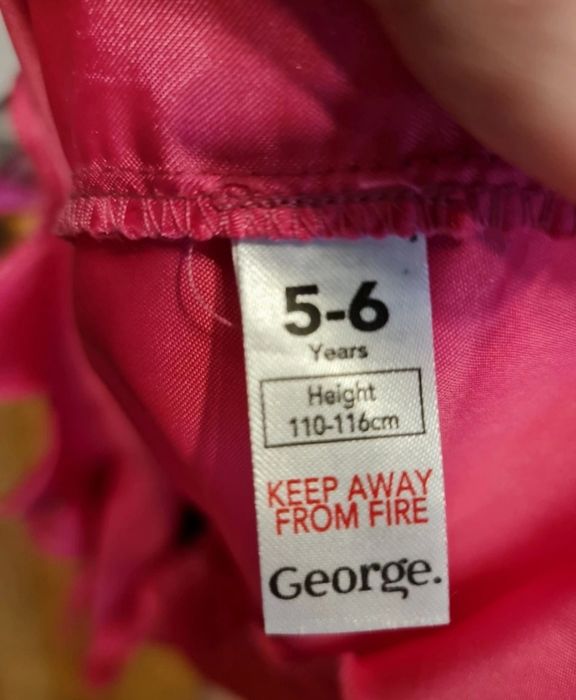 5-6
Years
Height
110-116cm
KEEP AWAY
FROM FIRE
George.